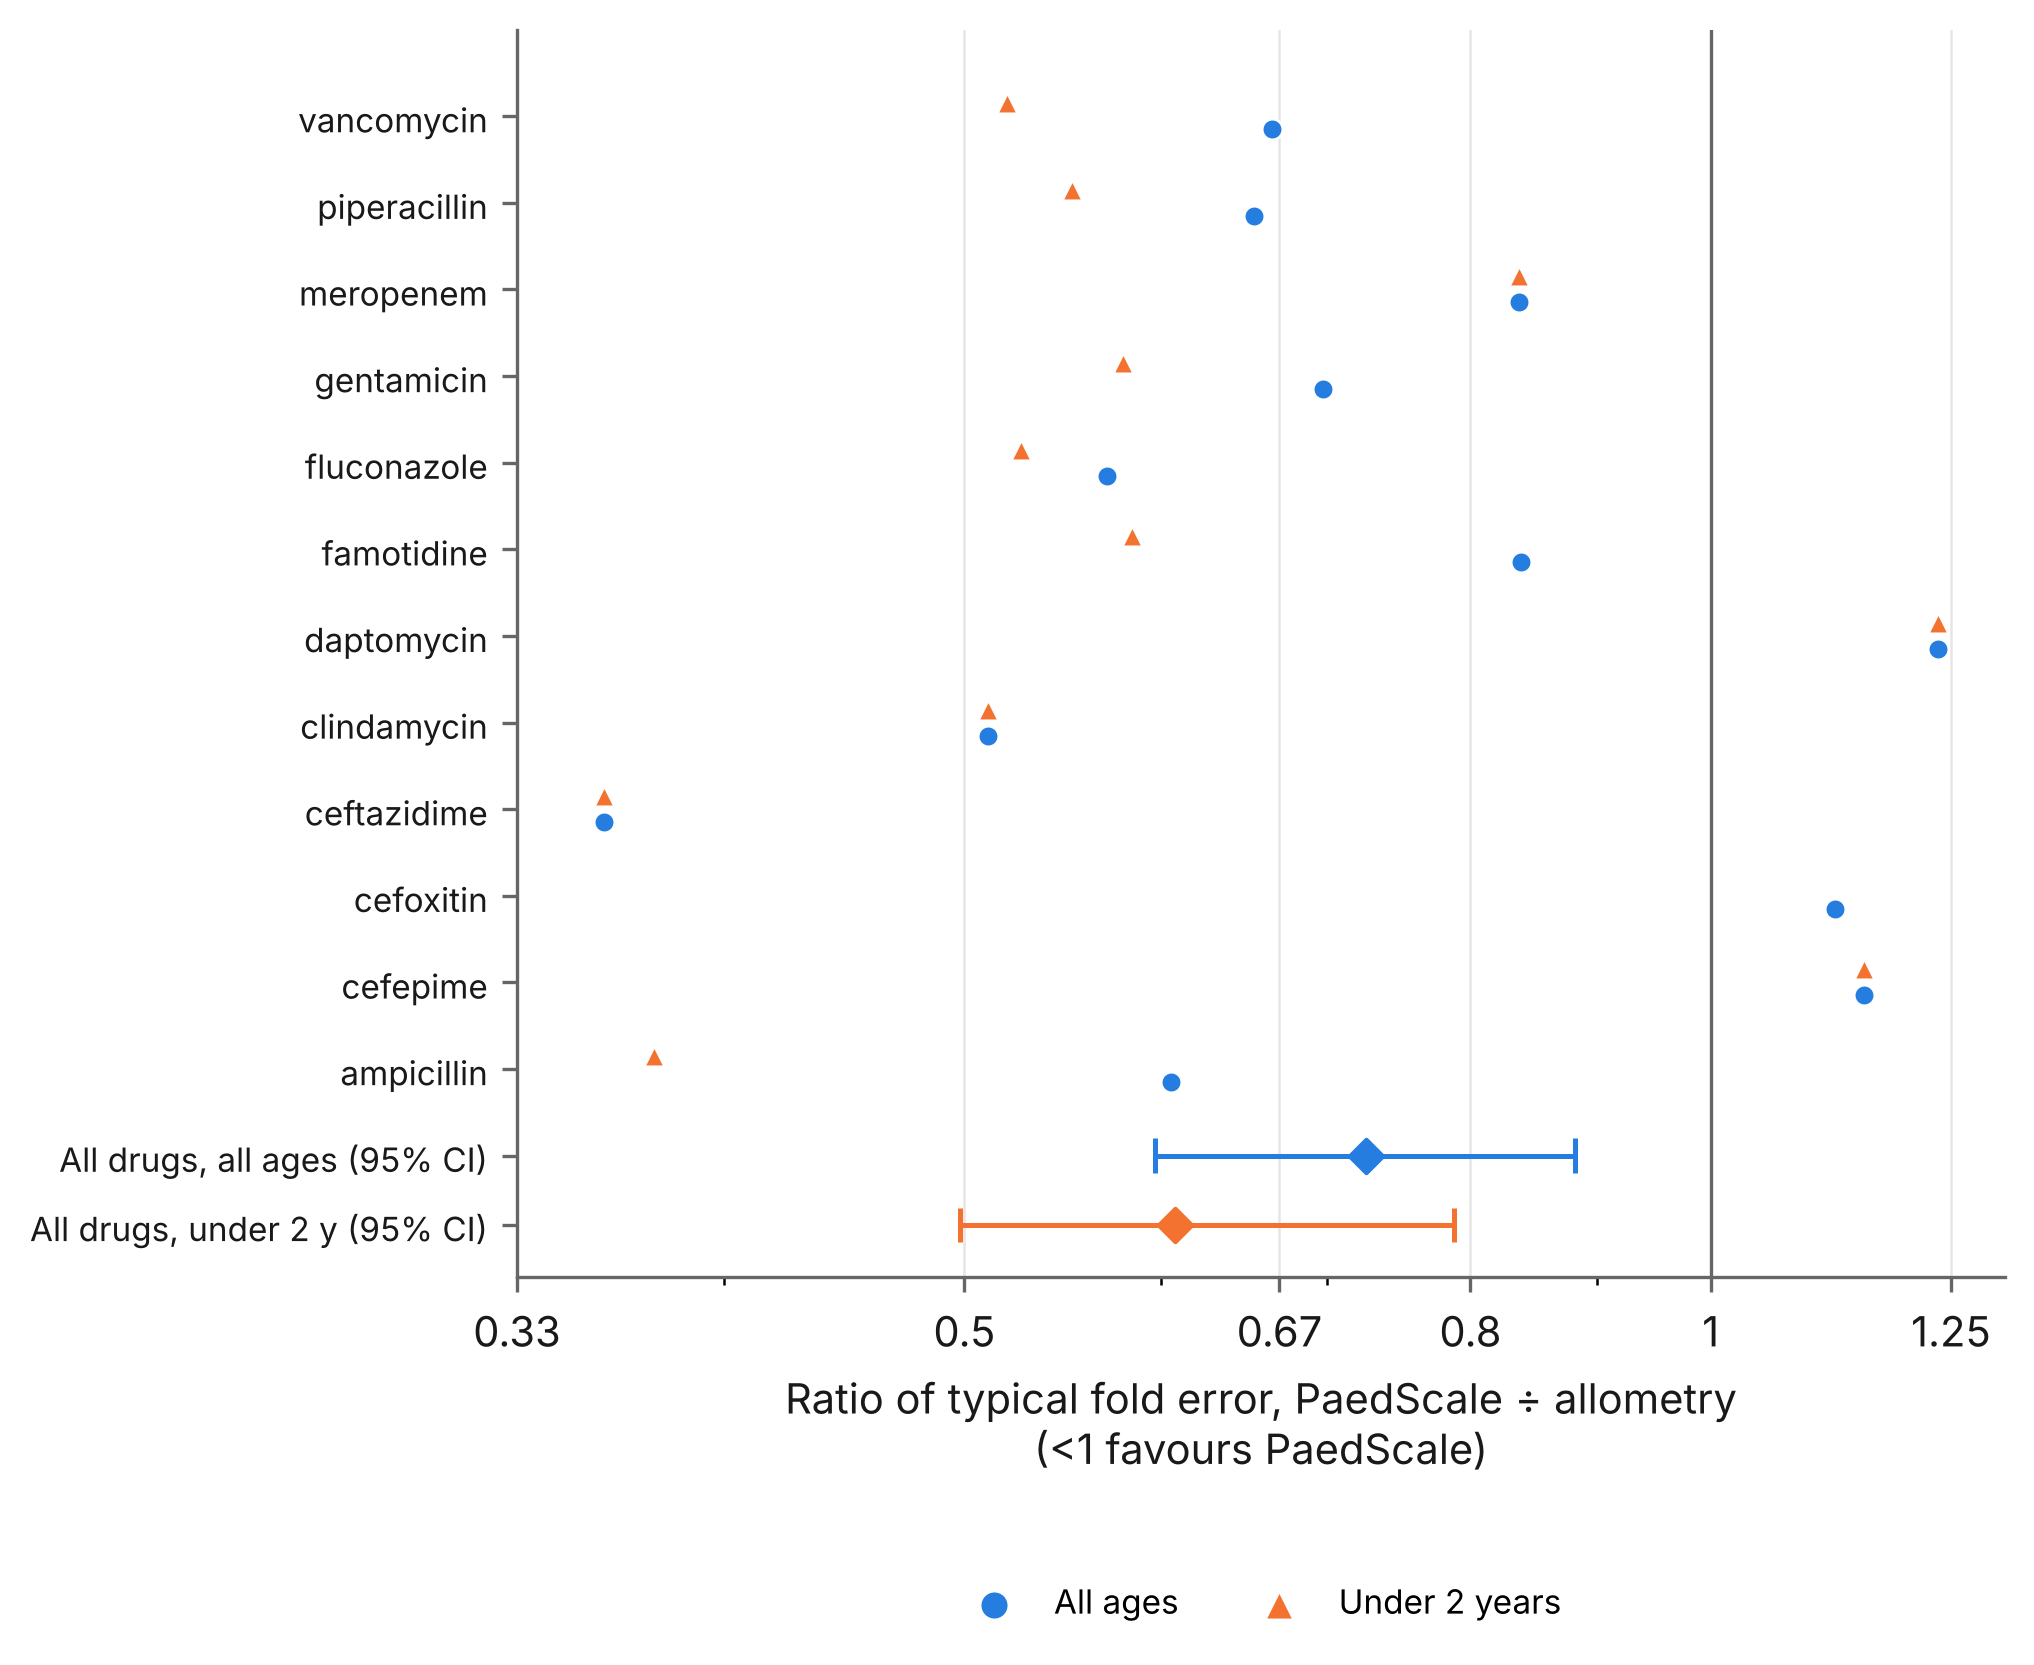 vancomycin
piperacillin
meropenem
gentamicin
fluconazole
famotidine
daptomycin
clindamycin
ceftazidime
cefoxitin
cefepime
ampicillin
All drugs, all ages (95% CI)
All drugs, under 2 y (95% CI)
0.33 0.5 0.67 0.8 1 1.25
Ratio of typical fold error, PaedScale ÷ allometry
(<1 favours PaedScale)
All ages Under 2 years